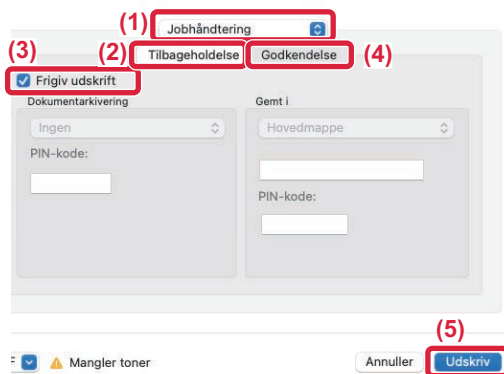 (1) Jobhåndtering
(2) Tilbageholdelse Godkendelse (4)
(3) Frigiv udskrift
Dokumentarkivering Gemt i
Ingen Hovedmappe
PIN-kode:
PIN-kode:
(5)
F Mangler toner Annuller Udskriv